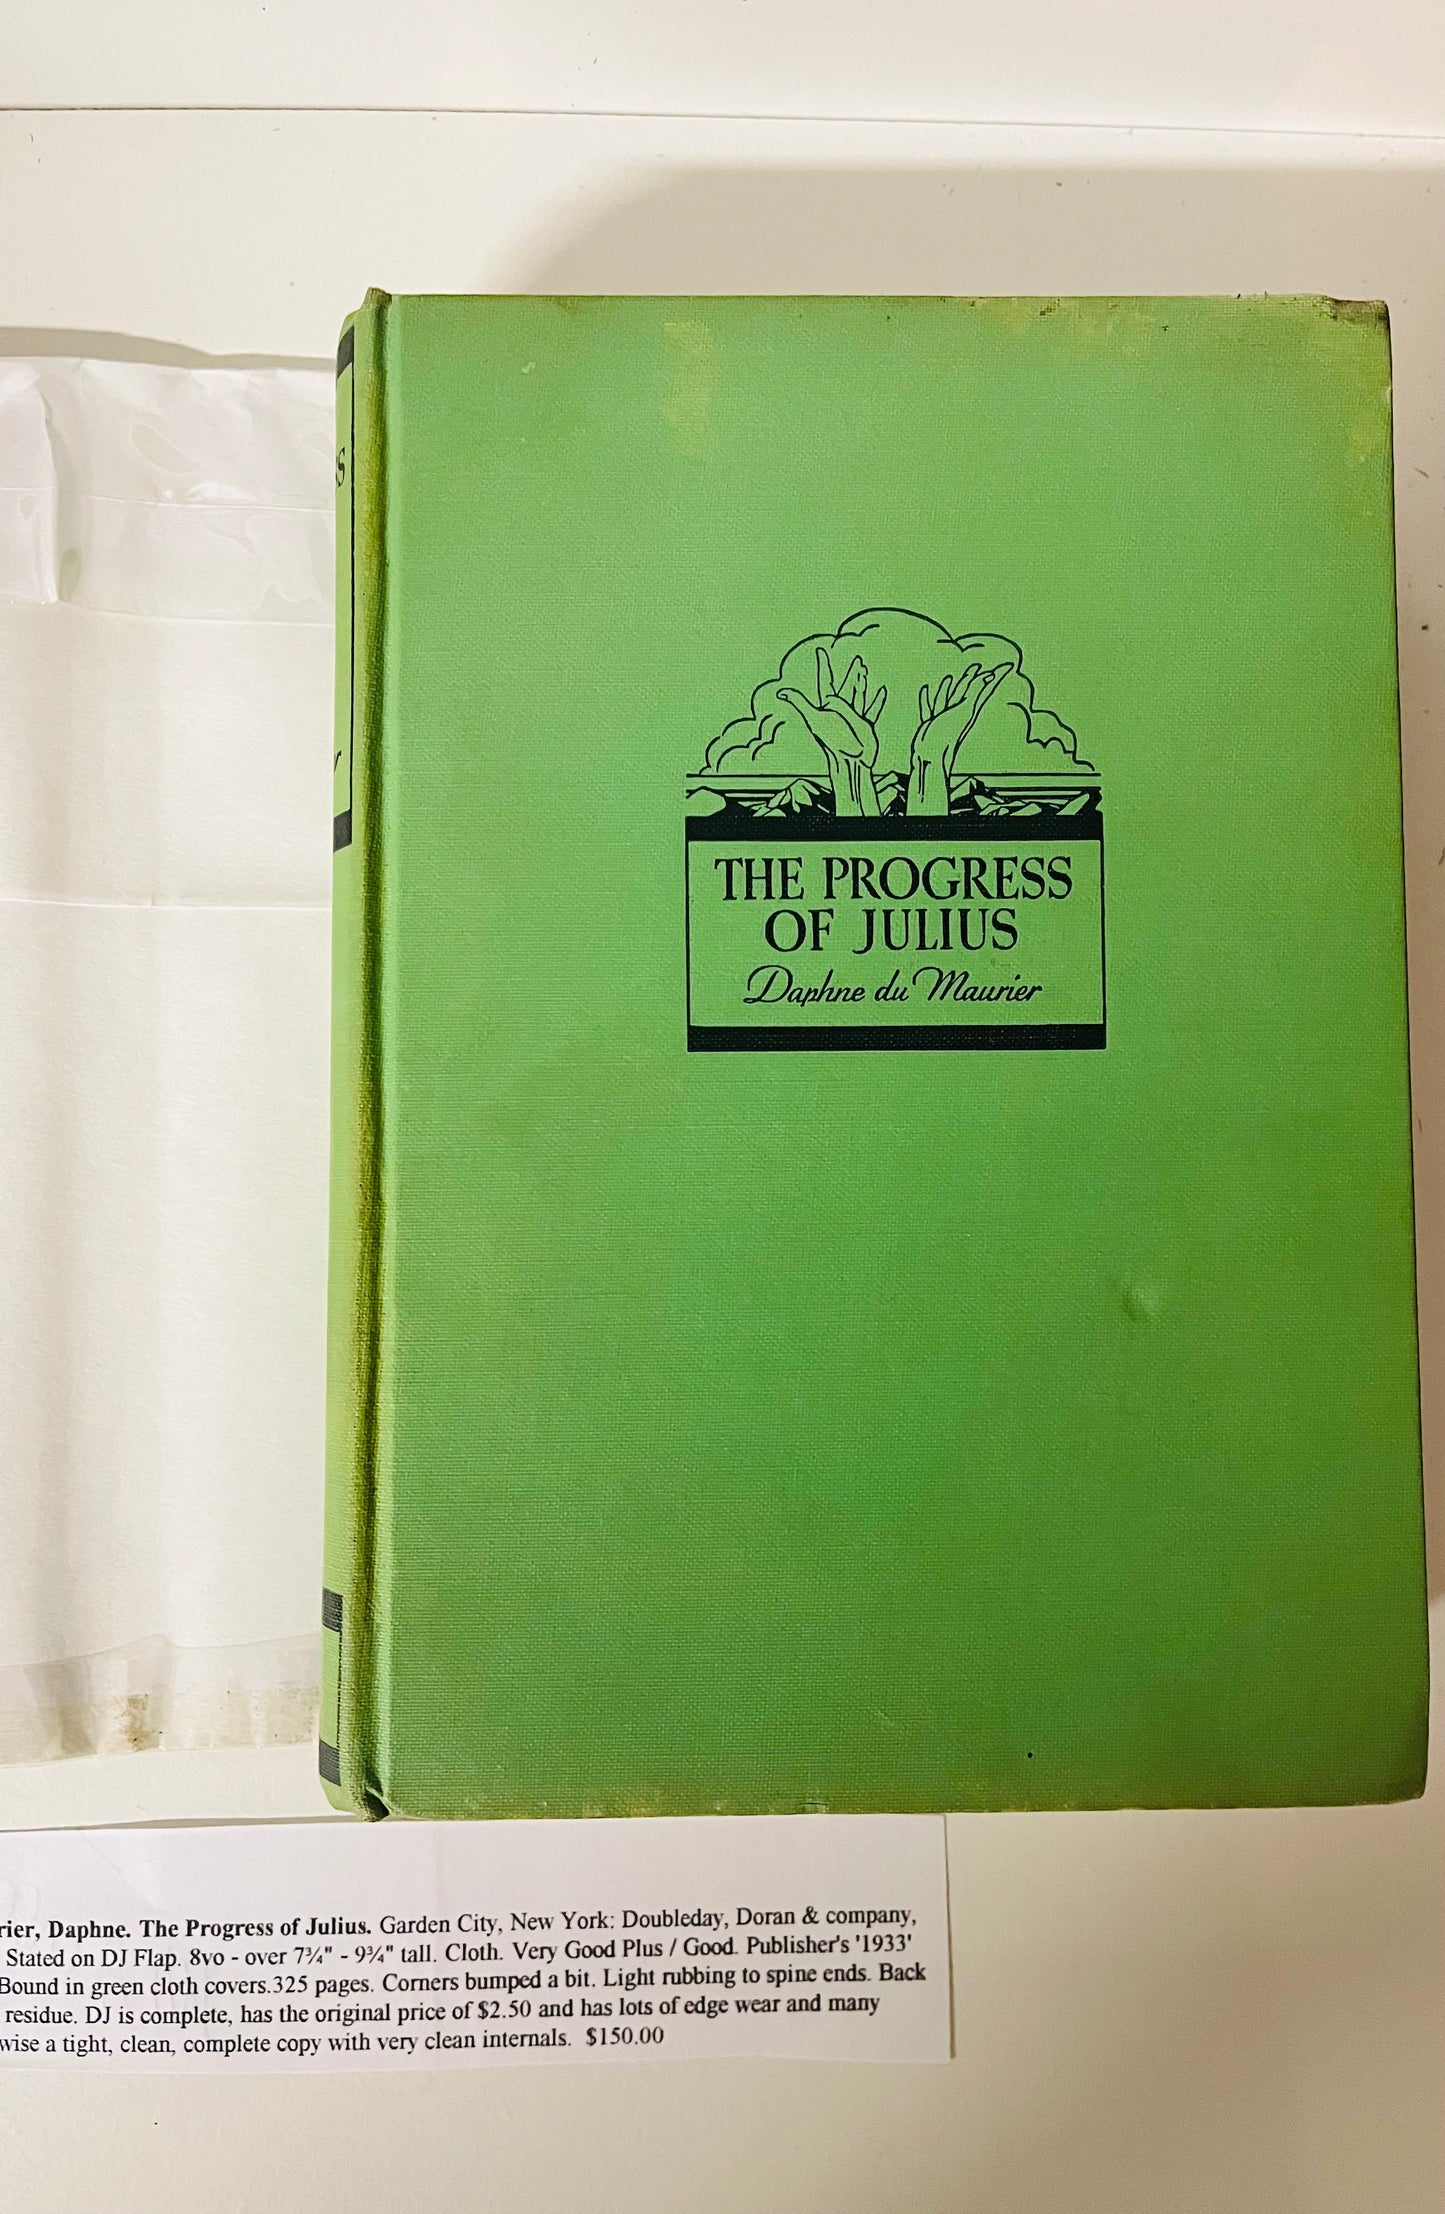 THE PROGRESS
OF JULIUS
Daphne du Maurier
rier, Daphne. The Progress of Julius. Garden City, New York: Doubleday, Doran & company,
Stated on DJ Flap. 8vo - over 7¾" - 9¾" tall. Cloth. Very Good Plus / Good. Publisher's '1933'
Bound in green cloth covers.325 pages. Corners bumped a bit. Light rubbing to spine ends. Back
residue. DJ is complete, has the original price of $2.50 and has lots of edge wear and many
wise a tight, clean, complete copy with very clean internals. $150.00